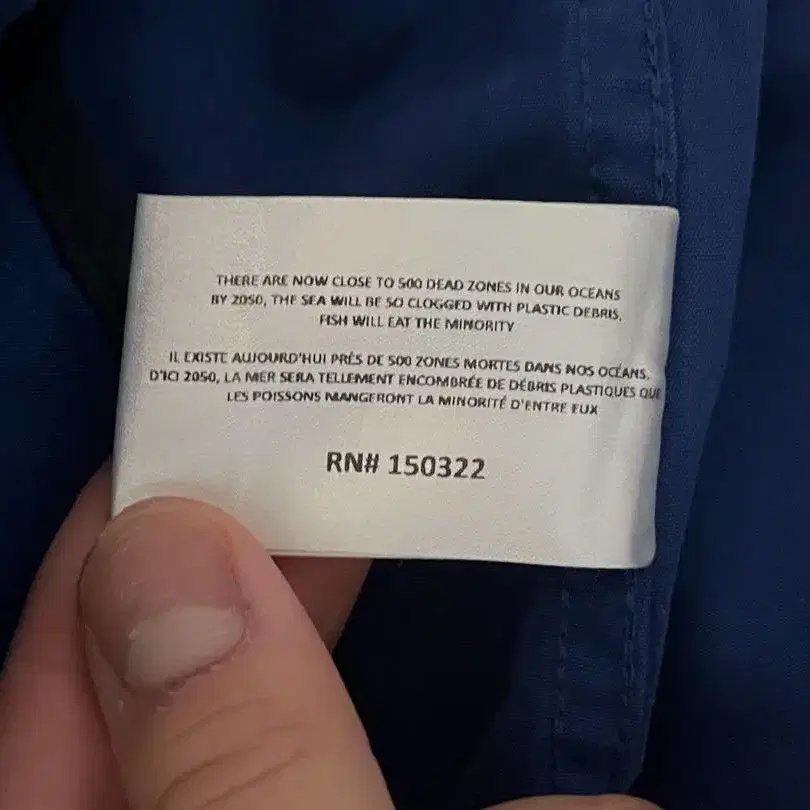 THERE ARE NOW CLOSE TO 500 DEAD ZONES IN OUR OCEANS
BY 2050, THE SEA WILL BE SO CLOGGED WITH PLASTIC DEBRIS,
FISH WILL EAT THE MINORITY
IL EXISTE AUJOURD'HUI PRÈS DE 500 ZONES MORTES DANS NOS OCÉANS.
D'ICI 2050, LA MER SERA TELLEMENT ENCOMBRÉE DE DÉBRIS PLASTIQUES QUE
LES POISSONS MANGERONT LA MINORITÉ D'ENTRE EUX
RN# 150322